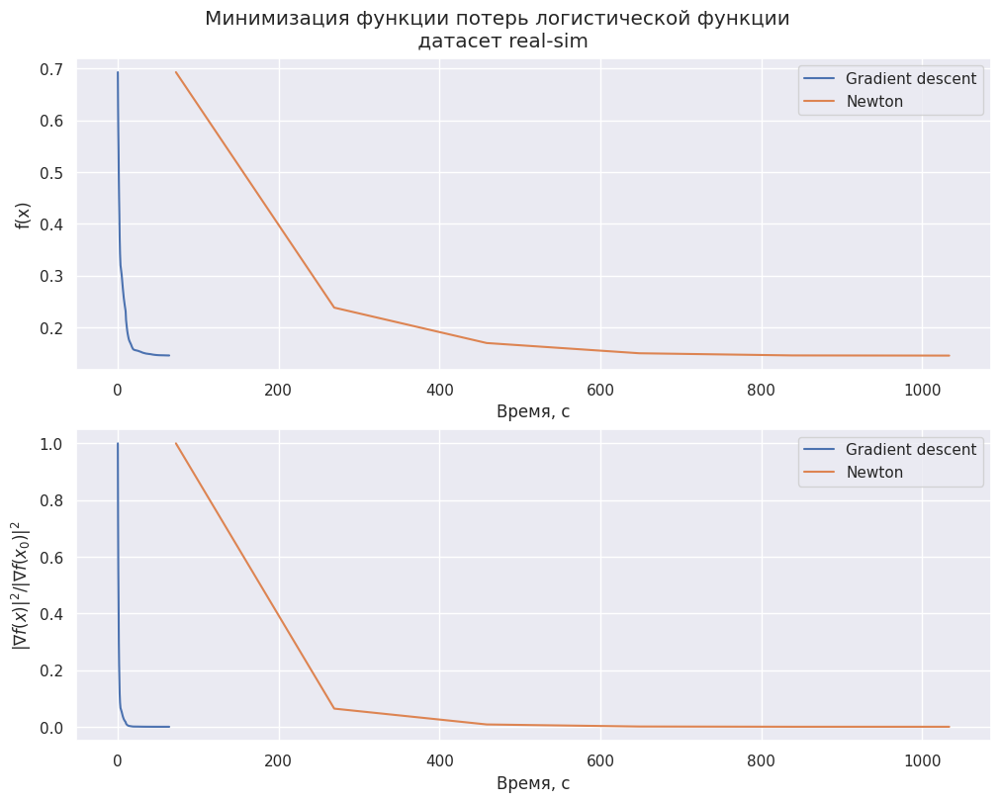 Минимизация функции потерь логистической функции
датасет real-sim
0.7
0.6
0.5
0.4
0.3
0.2
f(x)
Gradient descent
Newton
0 200 400 600 800 1000
Время, с
1.0
0.8
0.6
0.4
0.2
0.0
|∇f(x)|²/|∇f(x₀)|²
Gradient descent
Newton
0 200 400 600 800 1000
Время, с